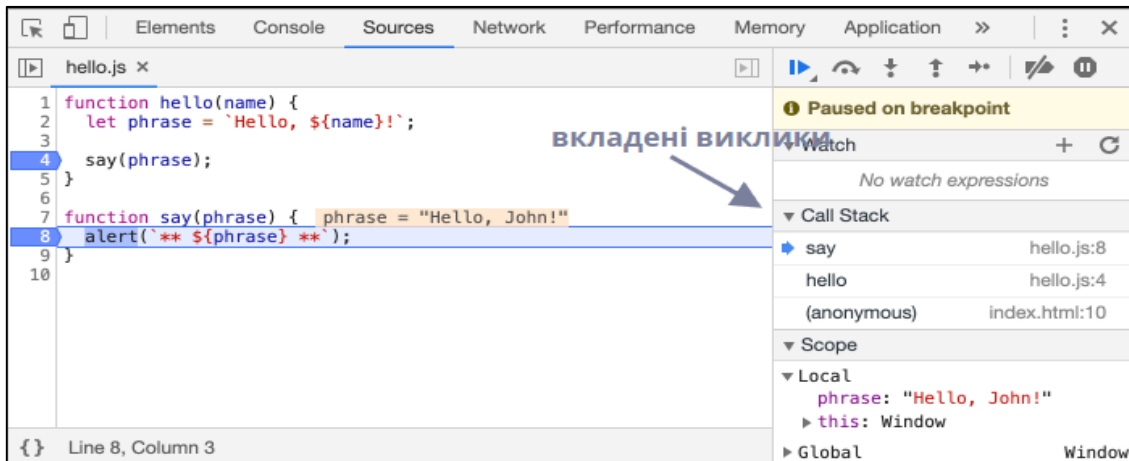 Elements Console Sources Network Performance Memory Application »
hello.js ×
1 function hello(name) {
2 let phrase = `Hello, ${name}!`;
3
4 say(phrase);
5 }
6
7 function say(phrase) { phrase = "Hello, John!"
8 alert(`** ${phrase} **`);
9 }
10
{} Line 8, Column 3
вкладені виклики
Paused on breakpoint
Watch
No watch expressions
Call Stack
say hello.js:8
hello hello.js:4
(anonymous) index.html:10
Scope
Local
phrase: "Hello, John!"
this: Window
Global Window